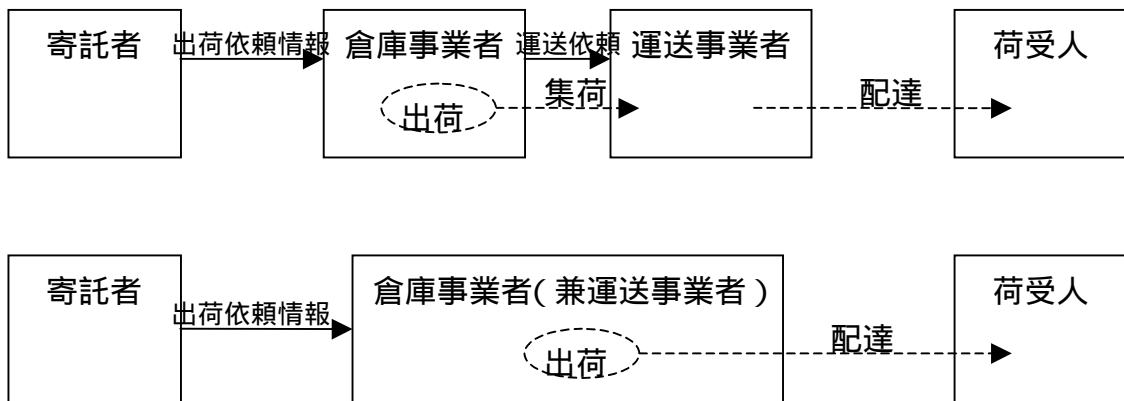 寄託者
出荷依頼情報
倉庫事業者
運送依頼
運送事業者
荷受人
集荷
配達
出荷
寄託者
出荷依頼情報
倉庫事業者(兼運送事業者)
荷受人
配達
出荷